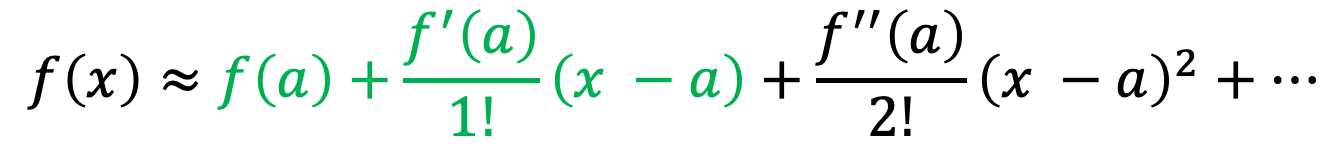 f(x) ≈ f(a) + f′(a)/1! (x − a) + f′′(a)/2! (x − a)² + ⋯